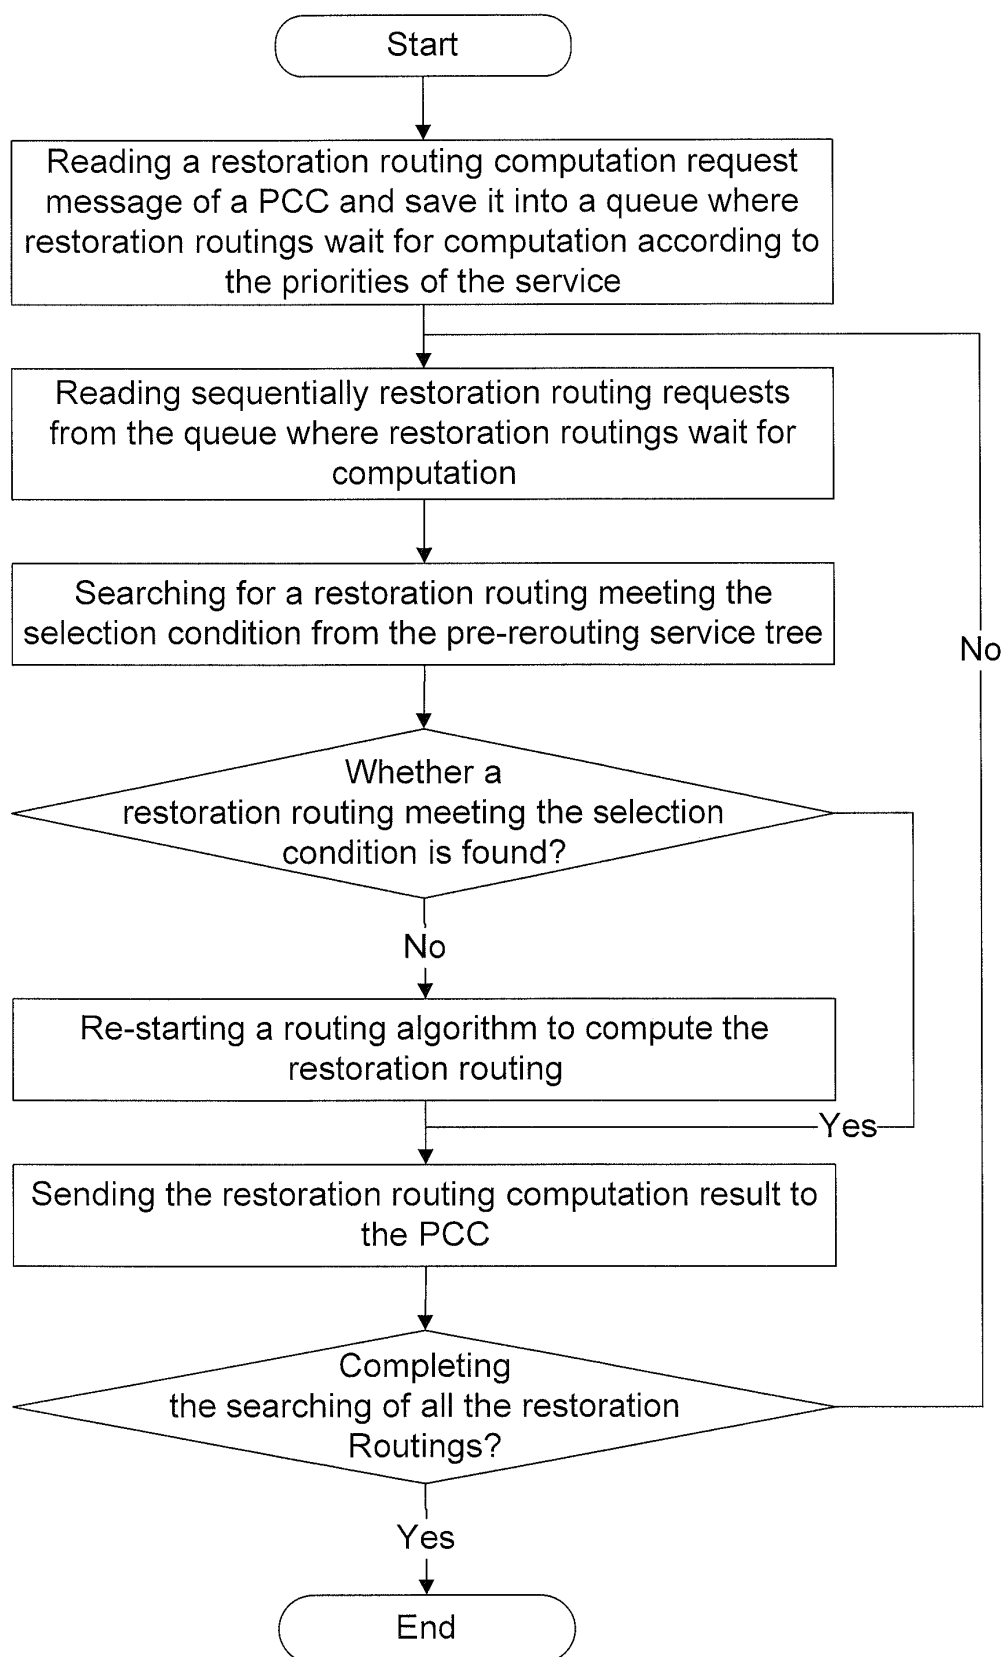 Start
Reading a restoration routing computation request
message of a PCC and save it into a queue where
restoration routings wait for computation according to
the priorities of the service
Reading sequentially restoration routing requests
from the queue where restoration routings wait for
computation
Searching for a restoration routing meeting the
selection condition from the pre-rerouting service tree
No
Whether a
restoration routing meeting the selection
condition is found?
No
Re-starting a routing algorithm to compute the
restoration routing
Yes
Sending the restoration routing computation result to
the PCC
Completing
the searching of all the restoration
Routings?
Yes
End